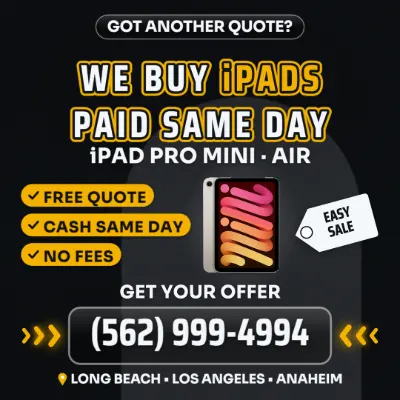 GOT ANOTHER QUOTE?
WE BUY iPADS
PAID SAME DAY
iPAD PRO MINI · AIR
FREE QUOTE
CASH SAME DAY
NO FEES
EASY
SALE
GET YOUR OFFER
(562) 999-4994
LONG BEACH • LOS ANGELES • ANAHEIM